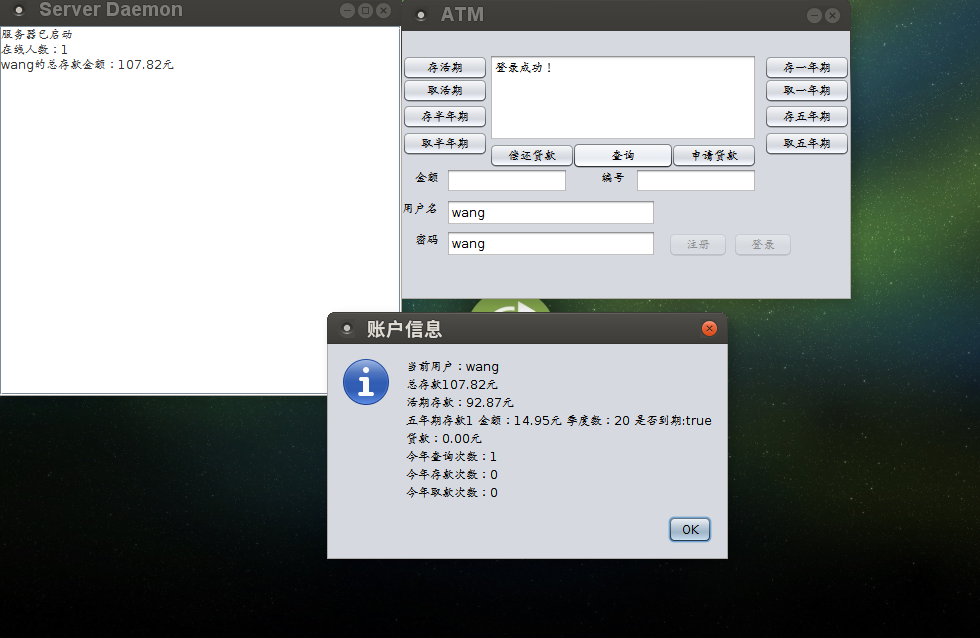 Server Daemon
服务器已启动
在线人数：1
wang的总存款金额：107.82元
ATM
存活期
取活期
存半年期
取半年期
登录成功！
存一年期
取一年期
存五年期
取五年期
偿还贷款 查询 申请贷款
金额 编号
用户名 wang
密码 wang 注册 登录
账户信息
当前用户：wang
总存款107.82元
活期存款：92.87元
五年期存款1 金额：14.95元 季度数：20 是否到期:true
贷款：0.00元
今年查询次数：1
今年存款次数：0
今年取款次数：0
OK